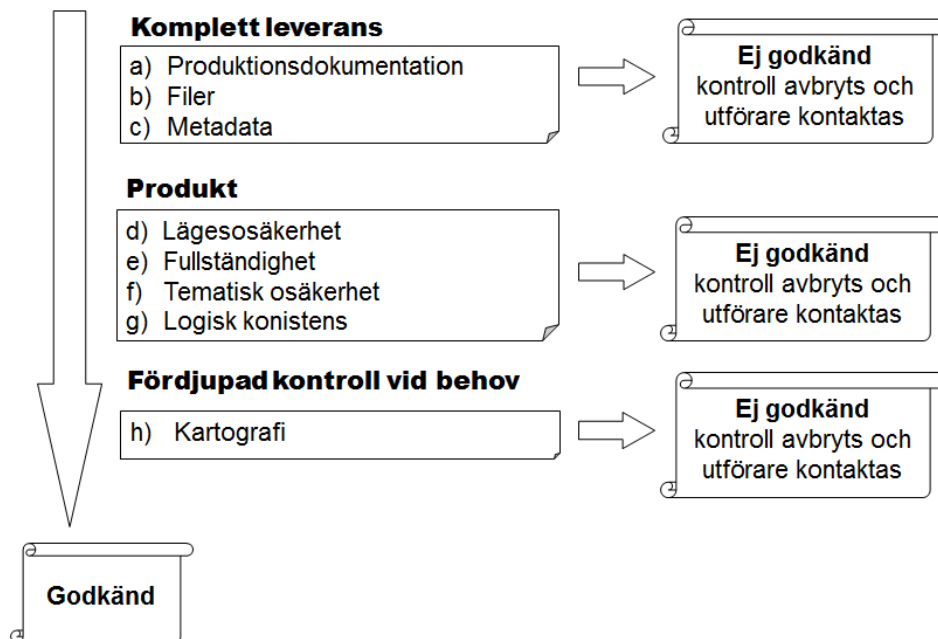 Komplett leverans
a) Produktionsdokumentation
b) Filer
c) Metadata
Ej godkänd
kontroll avbryts och
utförare kontaktas
Produkt
d) Lägesosäkerhet
e) Fullständighet
f) Tematisk osäkerhet
g) Logisk konistens
Ej godkänd
kontroll avbryts och
utförare kontaktas
Fördjupad kontroll vid behov
h) Kartografi
Ej godkänd
kontroll avbryts och
utförare kontaktas
Godkänd